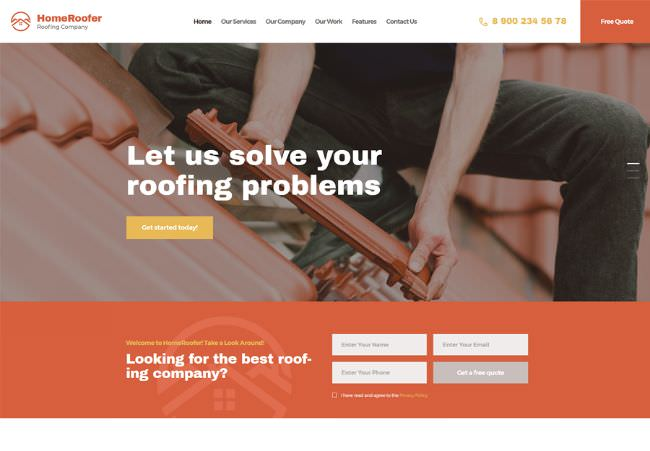 HomeRoofer
Roofing Company
Home Our Services Our Company Our Work Features Contact Us
8 900 234 56 78
Free Quote
Let us solve your
roofing problems
Get started today!
Welcome to HomeRoofer! Take a Look Around!
Looking for the best roof-
ing company?
Enter Your Name
Enter Your Email
Enter Your Phone
Get a free quote
I have read and agree to the Privacy Policy